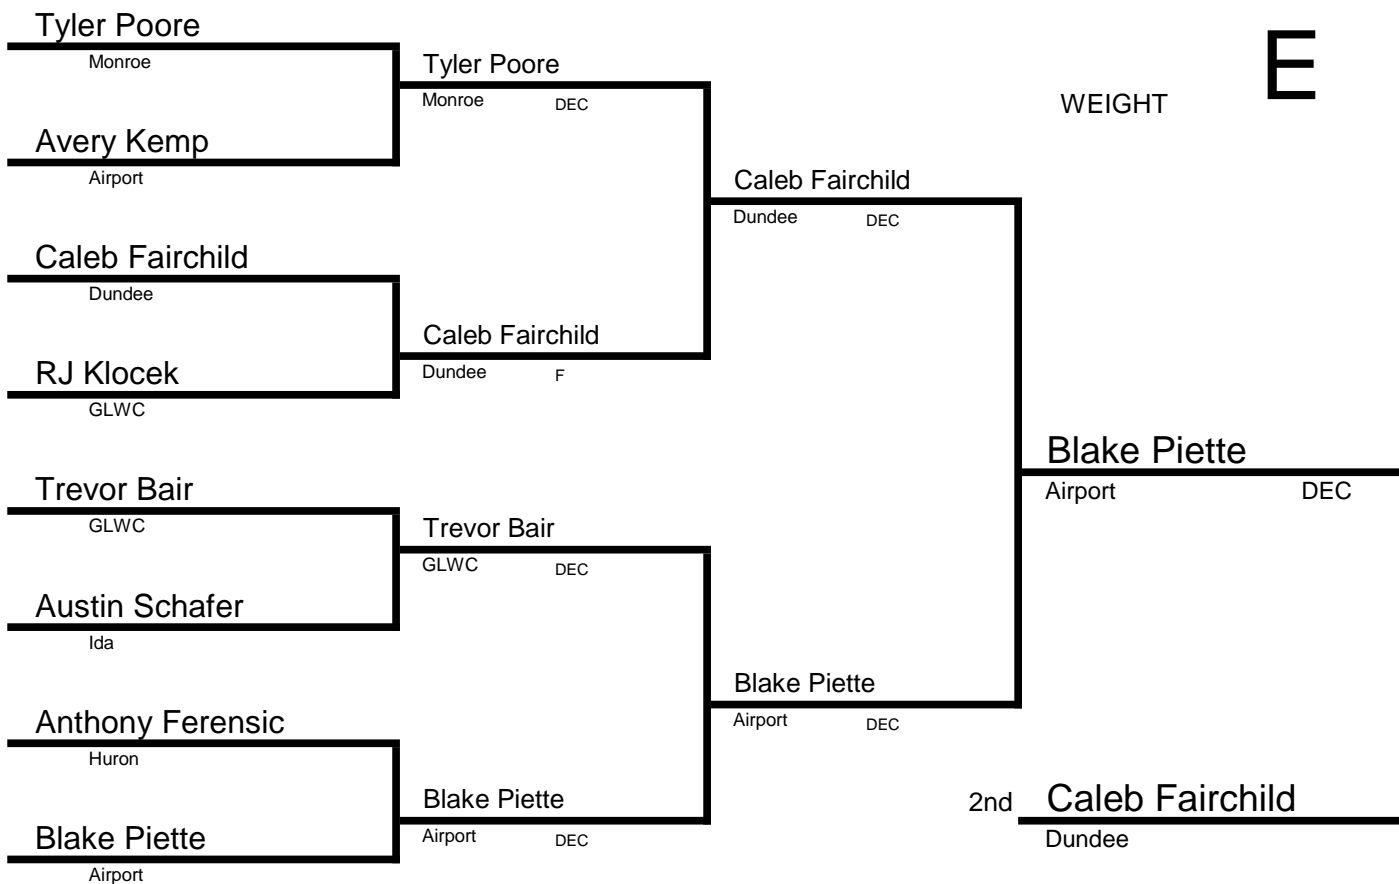 Tyler Poore
Monroe
Avery Kemp
Airport
Caleb Fairchild
Dundee
RJ Klocek
GLWC
Trevor Bair
GLWC
Austin Schafer
Ida
Anthony Ferensic
Huron
Blake Piette
Airport
Tyler Poore
Monroe DEC
Caleb Fairchild
Dundee F
Trevor Bair
GLWC DEC
Blake Piette
Airport DEC
Caleb Fairchild
Dundee DEC
Blake Piette
Airport DEC
E
WEIGHT
Blake Piette
Airport DEC
2nd Caleb Fairchild
Dundee